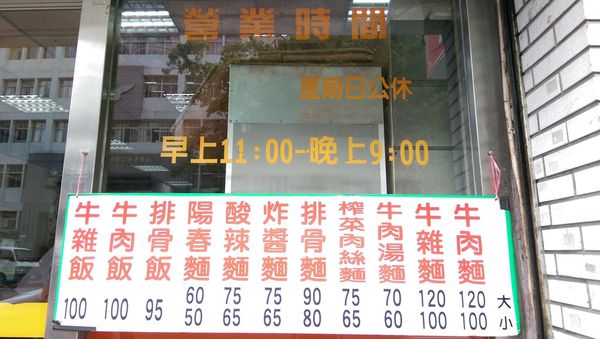 營業時間
星期日公休
早上11:00-晚上9:00
大 小
牛肉麵 120 100
牛雜麵 120 100
牛肉湯麵 70 60
榨菜肉絲麵 75 65
排骨麵 90 80
炸醬麵 75 65
酸辣麵 75 65
陽春麵 60 50
排骨飯 95
牛肉飯 100
牛雜飯 100